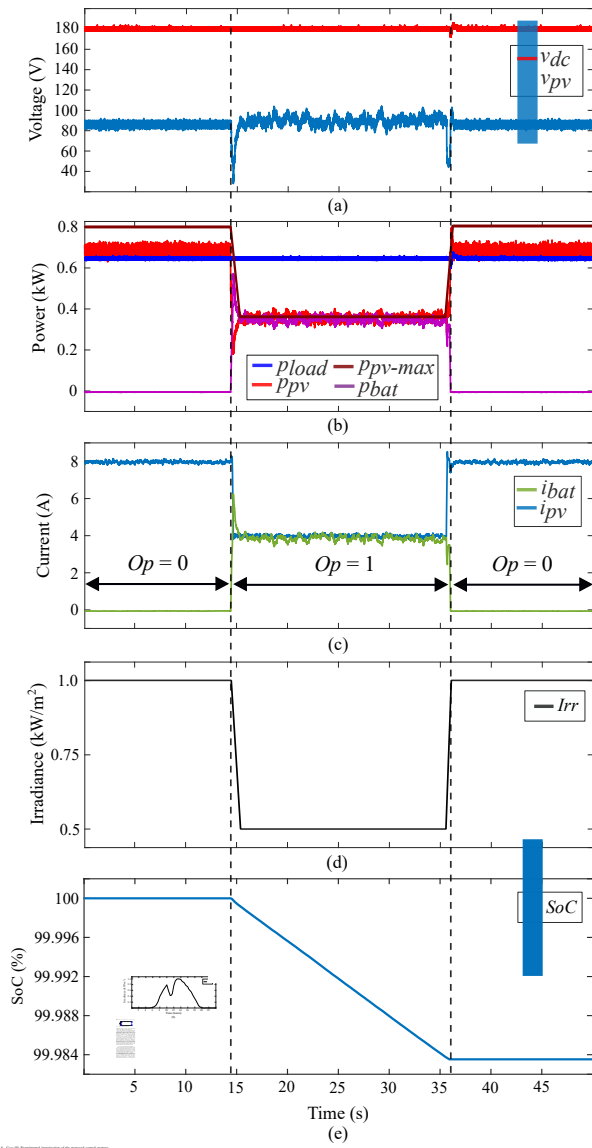 180
160
140
120
100
80
60
40
Voltage (V)
vdc
vpv
(a)
0.8
0.6
0.4
0.2
0
Power (kW)
pload
ppv-max
ppv
pbat
(b)
8
6
4
2
0
Current (A)
ibat
ipv
Op = 0
Op = 1
Op = 0
(c)
1.0
0.75
0.5
Irradiance (kW/m2)
Irr
(d)
100
99.996
99.992
99.988
99.984
SoC (%)
SoC
5 10 15 20 25 30 35 40 45
Time (s)
(e)